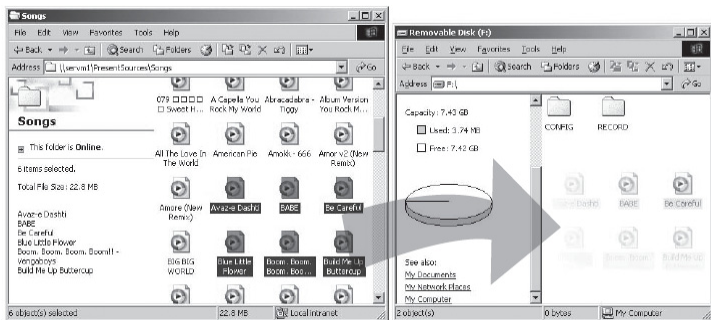 Songs
File Edit View Favorites Tools Help
Back Search Folders
Address \\servm1\PresentSources\Songs Go
Songs
This folder is Online.
6 items selected.
Total File Size: 22.8 MB
Avaz-e Dashti
BABE
Be Careful
Blue Little Flower
Boom, Boom, Boom, Boom!! -
Vengaboys
Build Me Up Buttercup
079 □□□□ A Capella You Abracadabra - Album Version
□ Sweet H... Rock My World Tiggy You Rock M...
All The Love In American Pie Amokk - 666 Amor v2 (New
The World Remix)
Amore (New Avaz-e Dashti BABE Be Careful
Remix)
BIG BIG Blue Little Boom, Boom, Build Me Up
WORLD Flower Boom, Boo... Buttercup
6 object(s) selected 22.8 MB Local intranet
Removable Disk (F:)
File Edit View Favorites Tools Help
Back Search Folders
Address F:\ Go
Capacity: 7.43 GB
Used: 3.74 MB
Free: 7.42 GB
See also:
My Documents
My Network Places
My Computer
CONFIG RECORD
Dashti BABE Be Careful
2 object(s) 0 bytes My Computer